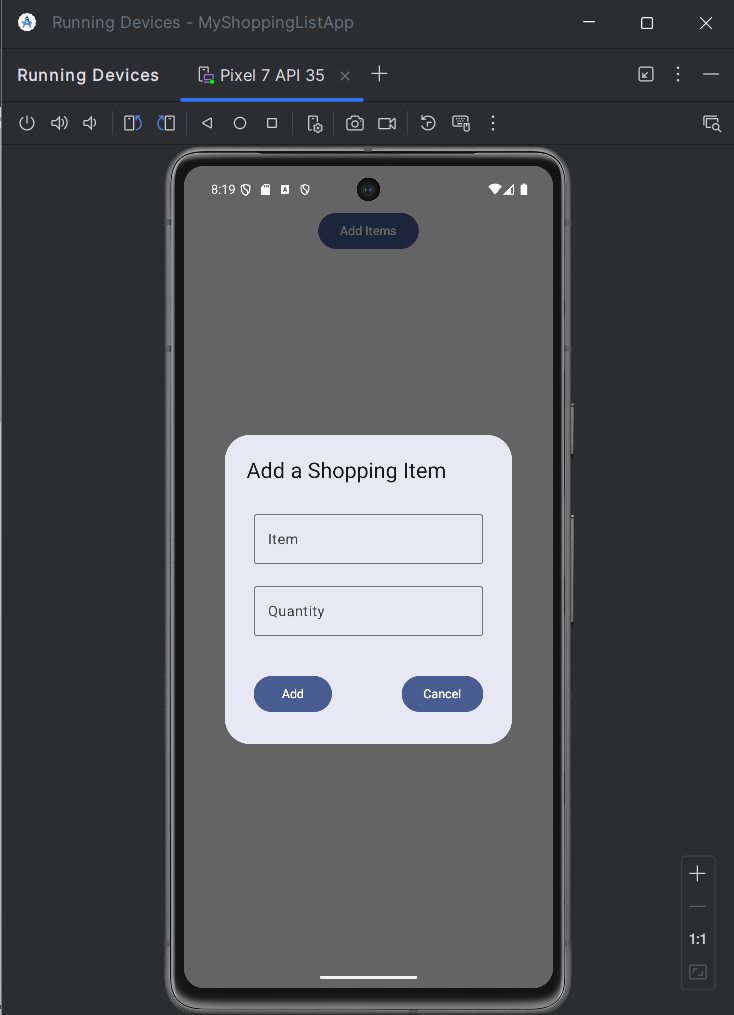 Running Devices - MyShoppingListApp
Running Devices Pixel 7 API 35
8:19
Add Items
Add a Shopping Item
Item
Quantity
Add Cancel
1:1